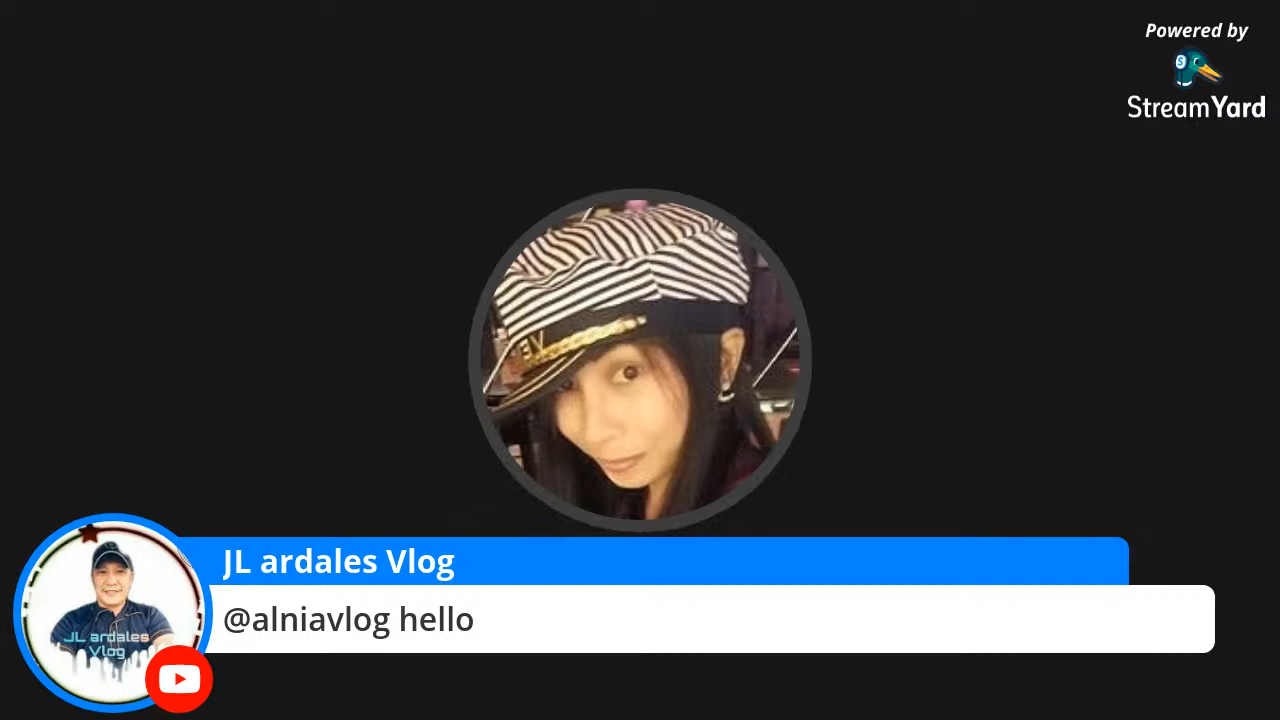 Powered by
StreamYard
JL ardales Vlog
@alniavlog hello
JL ardales
Vlog